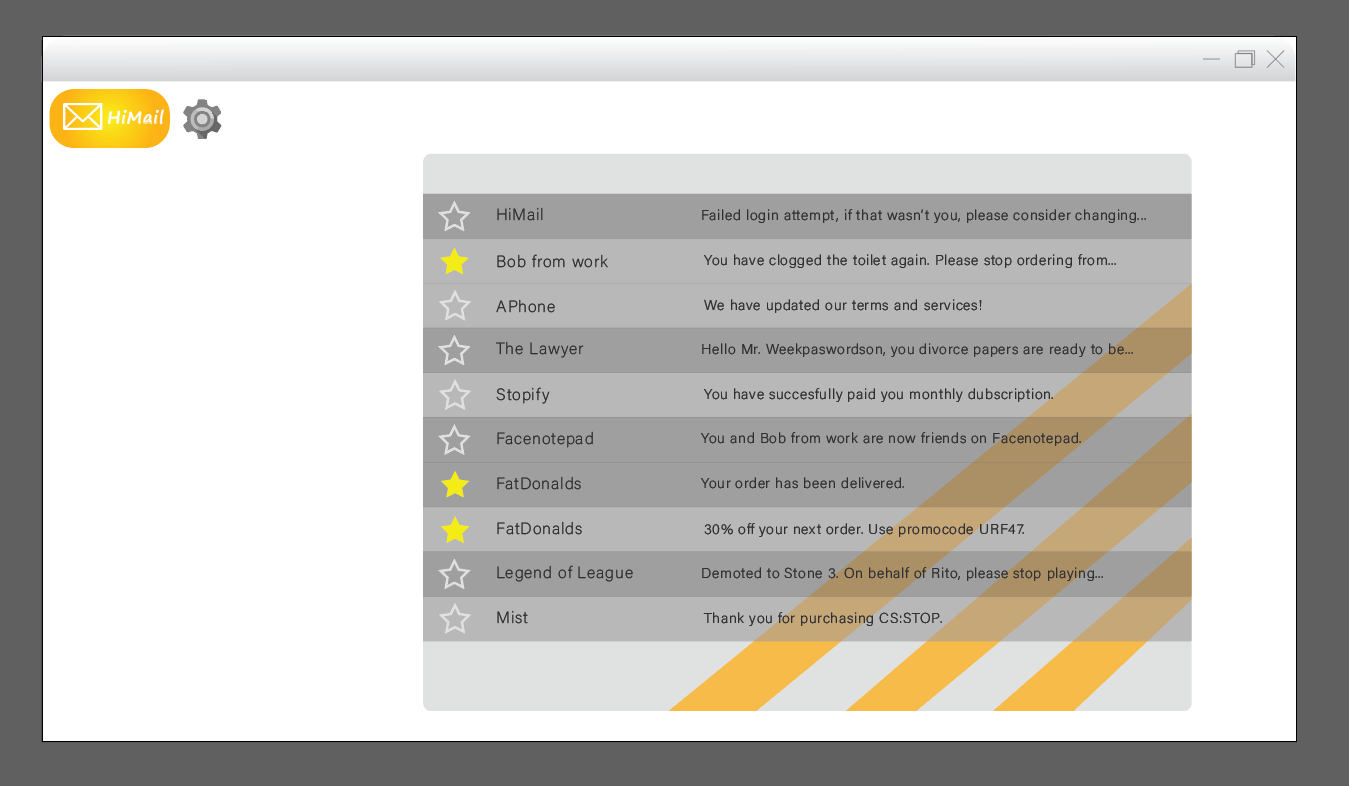 HiMail
HiMail Failed login attempt, if that wasn't you, please consider changing...
Bob from work You have clogged the toilet again. Please stop ordering from...
APhone We have updated our terms and services!
The Lawyer Hello Mr. Weekpaswordson, you divorce papers are ready to be...
Stopify You have succesfully paid you monthly dubscription.
Facenotepad You and Bob from work are now friends on Facenotepad.
FatDonalds Your order has been delivered.
FatDonalds 30% off your next order. Use promocode URF47.
Legend of League Demoted to Stone 3. On behalf of Rito, please stop playing...
Mist Thank you for purchasing CS:STOP.